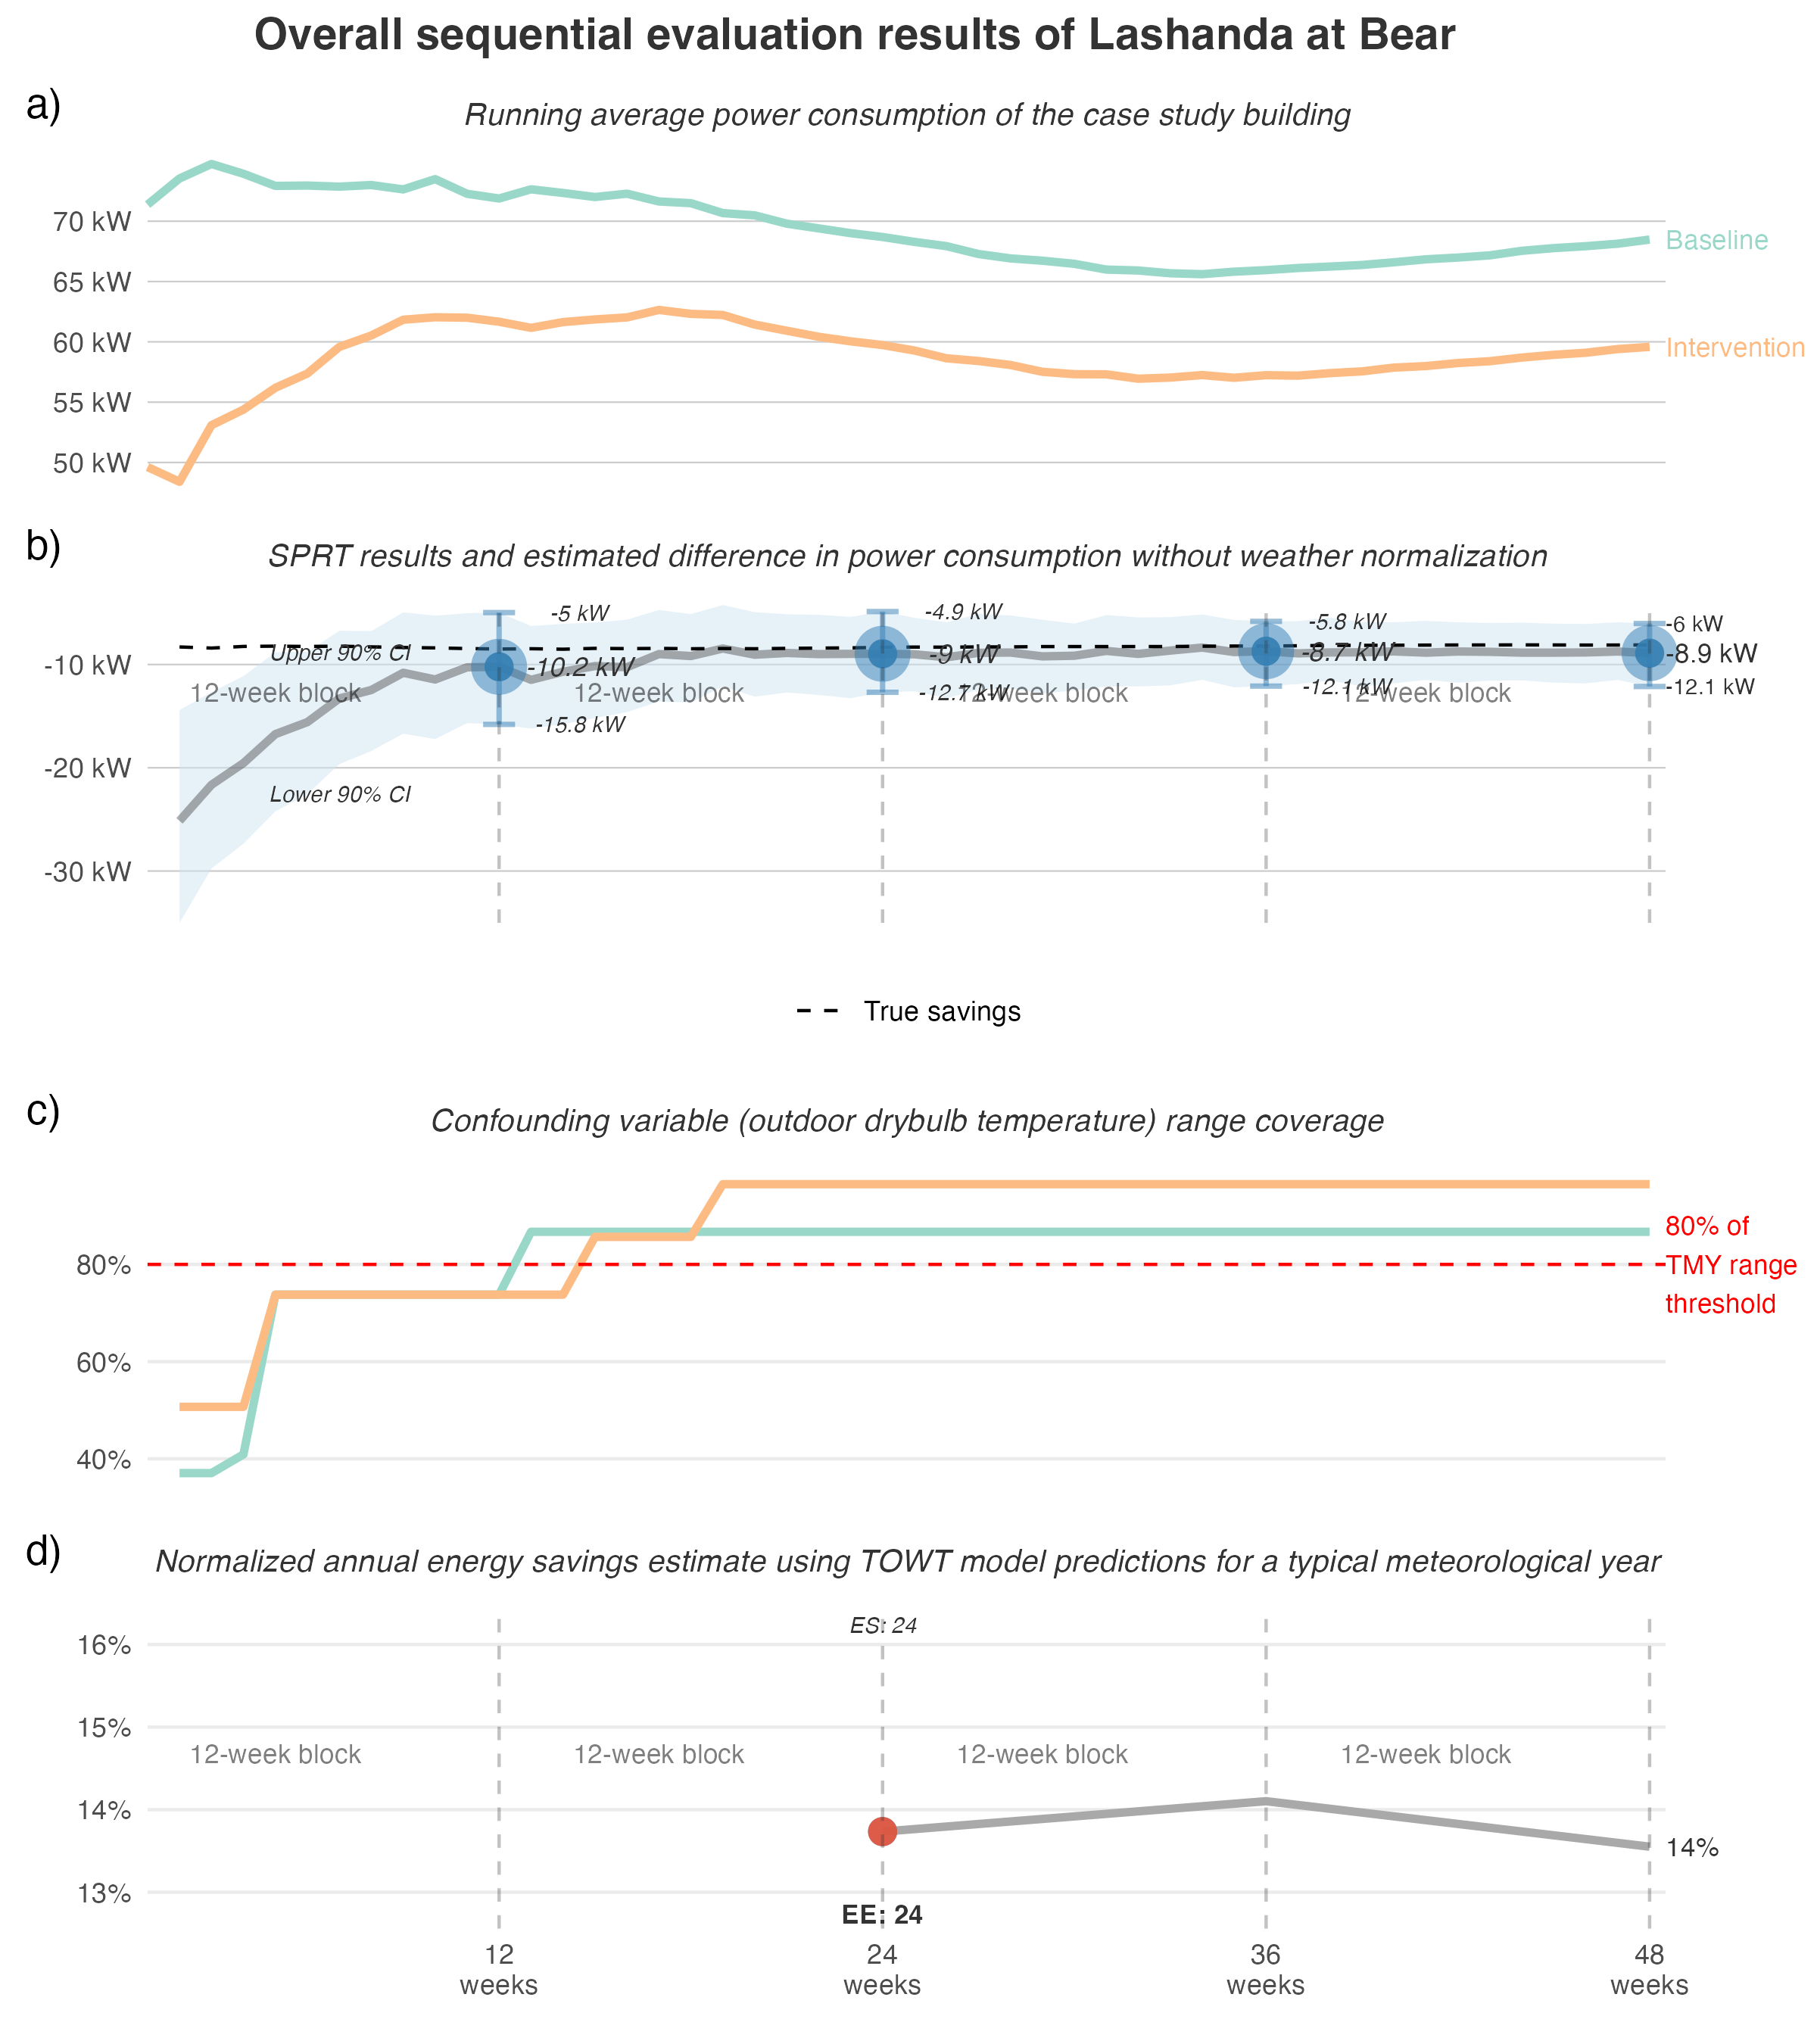 Overall sequential evaluation results of Lashanda at Bear
a)
Running average power consumption of the case study building
70 kW
65 kW
60 kW
55 kW
50 kW
Baseline
Intervention
b)
SPRT results and estimated difference in power consumption without weather normalization
-10 kW
-20 kW
-30 kW
Upper 90% CI
Lower 90% CI
12-week block
12-week block
12-week block
12-week block
-5 kW
-10.2 kW
-15.8 kW
-4.9 kW
-9 kW
-12.7 kW
-5.8 kW
-8.7 kW
-12.1 kW
-6 kW
-8.9 kW
-12.1 kW
True savings
c)
Confounding variable (outdoor drybulb temperature) range coverage
80%
60%
40%
80% of
TMY range
threshold
d)
Normalized annual energy savings estimate using TOWT model predictions for a typical meteorological year
ES: 24
16%
15%
14%
13%
12-week block
12-week block
12-week block
12-week block
14%
EE: 24
12
weeks
24
weeks
36
weeks
48
weeks